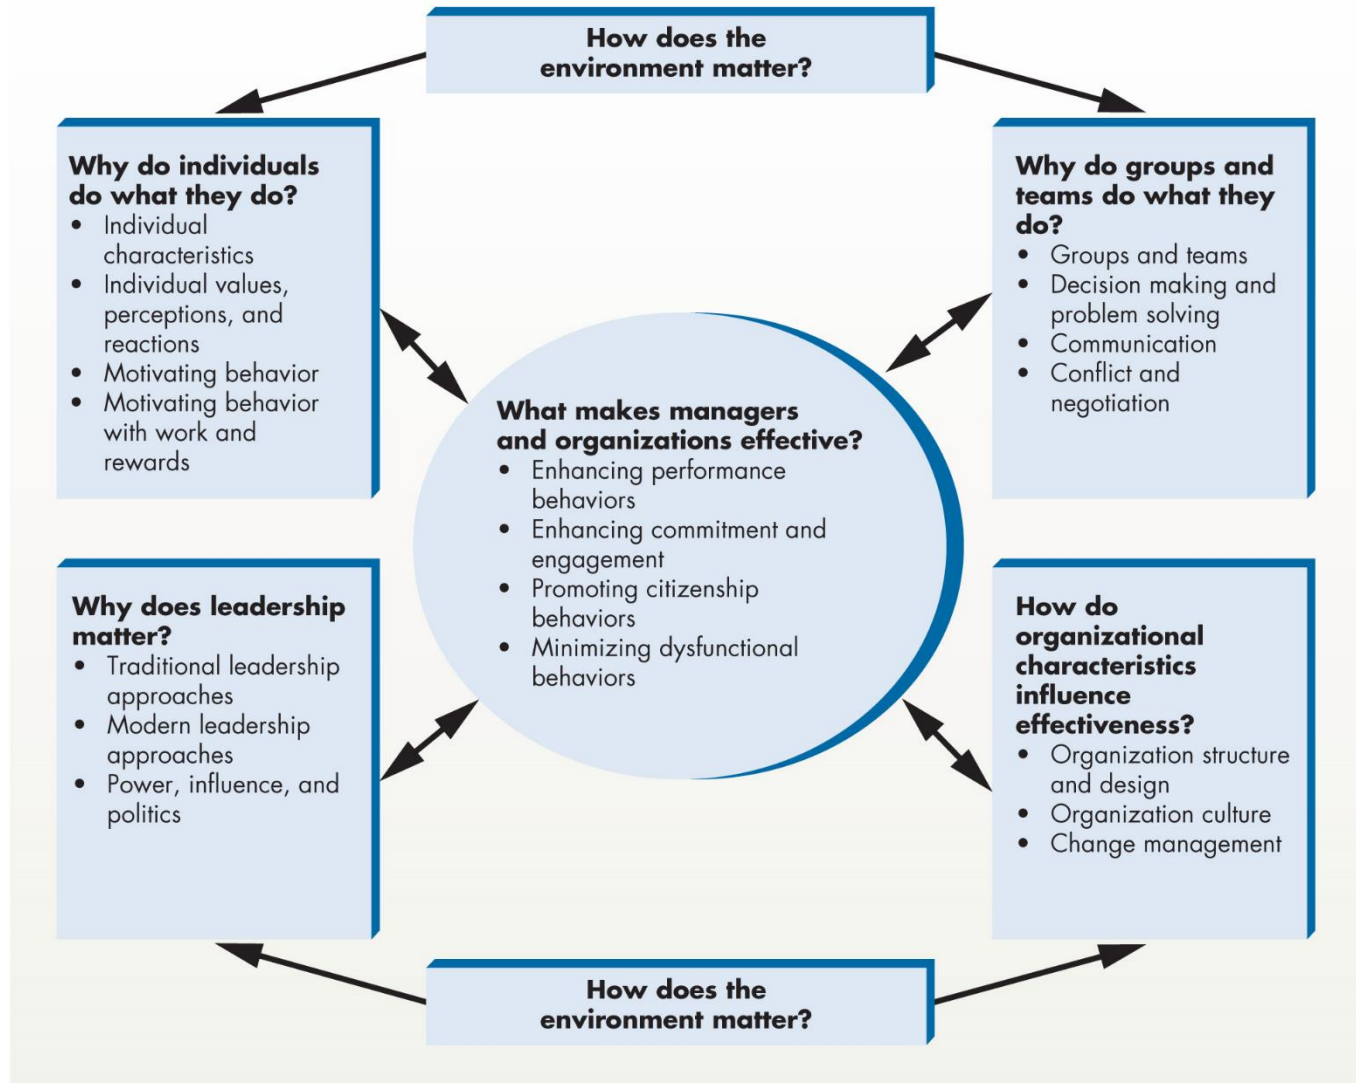 How does the
environment matter?
Why do individuals
do what they do?
• Individual
characteristics
• Individual values,
perceptions, and
reactions
• Motivating behavior
• Motivating behavior
with work and
rewards
Why do groups and
teams do what they
do?
• Groups and teams
• Decision making and
problem solving
• Communication
• Conflict and
negotiation
What makes managers
and organizations effective?
• Enhancing performance
behaviors
• Enhancing commitment and
engagement
• Promoting citizenship
behaviors
• Minimizing dysfunctional
behaviors
Why does leadership
matter?
• Traditional leadership
approaches
• Modern leadership
approaches
• Power, influence, and
politics
How do
organizational
characteristics
influence
effectiveness?
• Organization structure
and design
• Organization culture
• Change management
How does the
environment matter?